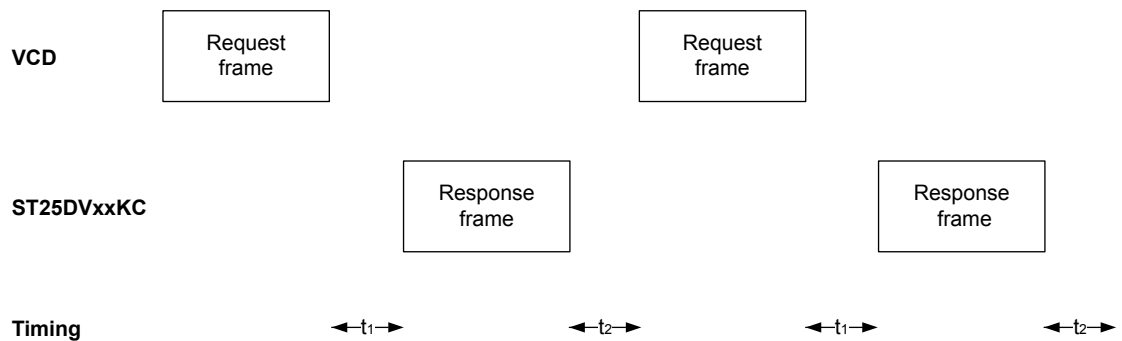 VCD
Request
frame
Request
frame
ST25DVxxKC
Response
frame
Response
frame
Timing
t1
t2
t1
t2